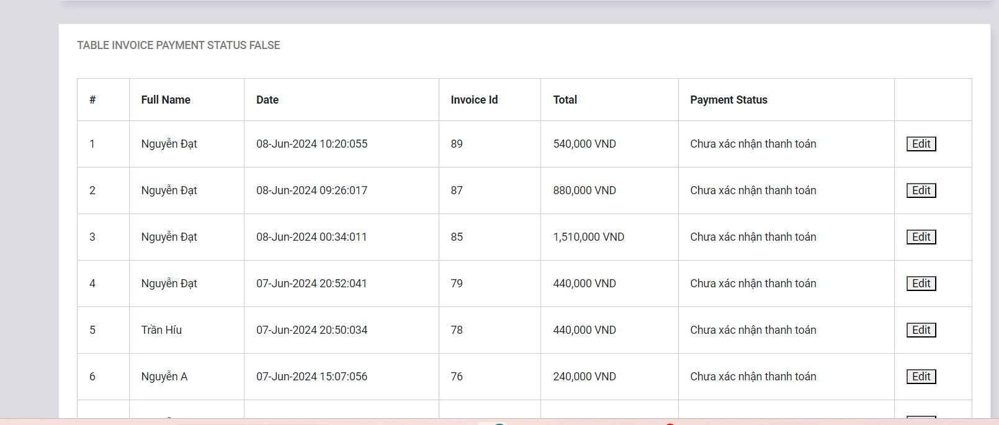 TABLE INVOICE PAYMENT STATUS FALSE
# Full Name Date Invoice Id Total Payment Status
1 Nguyễn Đạt 08-Jun-2024 10:20:055 89 540,000 VND Chưa xác nhận thanh toán Edit
2 Nguyễn Đạt 08-Jun-2024 09:26:017 87 880,000 VND Chưa xác nhận thanh toán Edit
3 Nguyễn Đạt 08-Jun-2024 00:34:011 85 1,510,000 VND Chưa xác nhận thanh toán Edit
4 Nguyễn Đạt 07-Jun-2024 20:52:041 79 440,000 VND Chưa xác nhận thanh toán Edit
5 Trần Híu 07-Jun-2024 20:50:034 78 440,000 VND Chưa xác nhận thanh toán Edit
6 Nguyễn A 07-Jun-2024 15:07:056 76 240,000 VND Chưa xác nhận thanh toán Edit